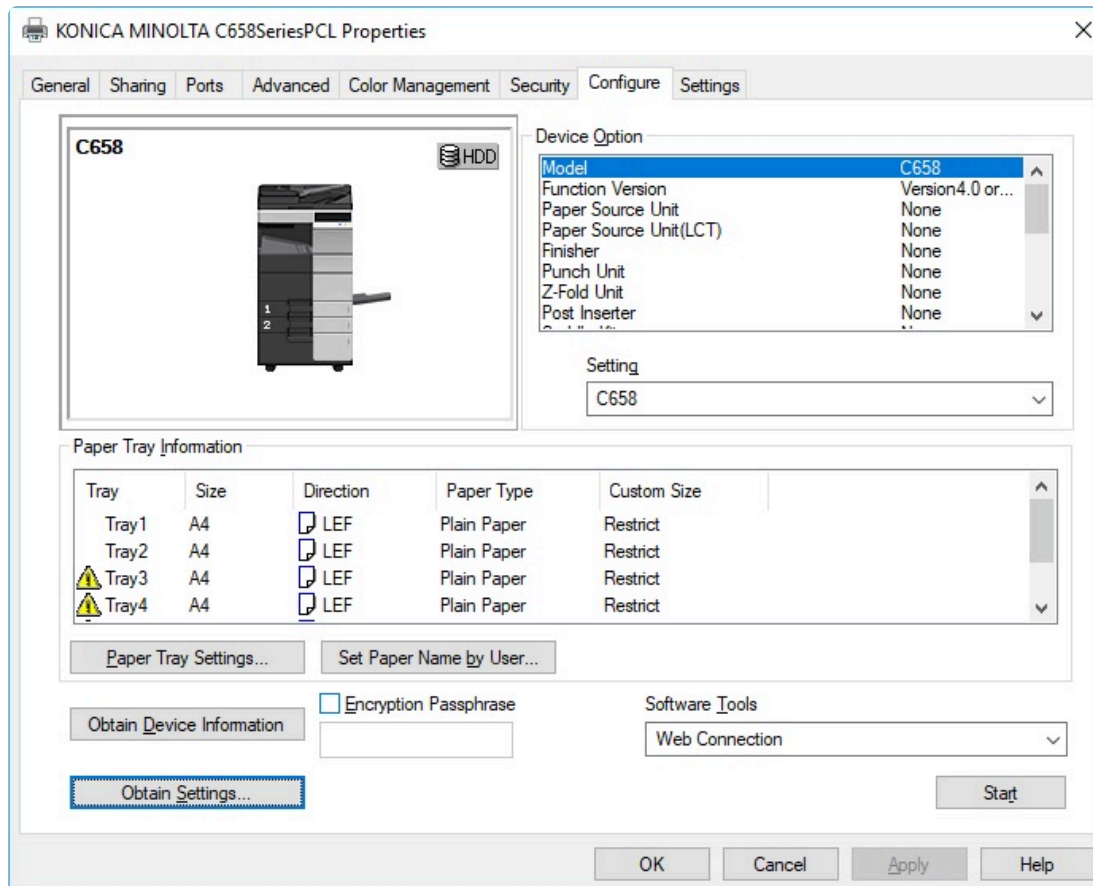 KONICA MINOLTA C658SeriesPCL Properties
General Sharing Ports Advanced Color Management Security Configure Settings
C658
HDD
1
2
Device Option
Model C658
Function Version Version4.0 or...
Paper Source Unit None
Paper Source Unit(LCT) None
Finisher None
Punch Unit None
Z-Fold Unit None
Post Inserter None
Setting
C658
Paper Tray Information
Tray Size Direction Paper Type Custom Size
Tray1 A4 LEF Plain Paper Restrict
Tray2 A4 LEF Plain Paper Restrict
Tray3 A4 LEF Plain Paper Restrict
Tray4 A4 LEF Plain Paper Restrict
Paper Tray Settings... Set Paper Name by User...
Obtain Device Information
Encryption Passphrase
Software Tools
Web Connection
Obtain Settings... Start
OK Cancel Apply Help